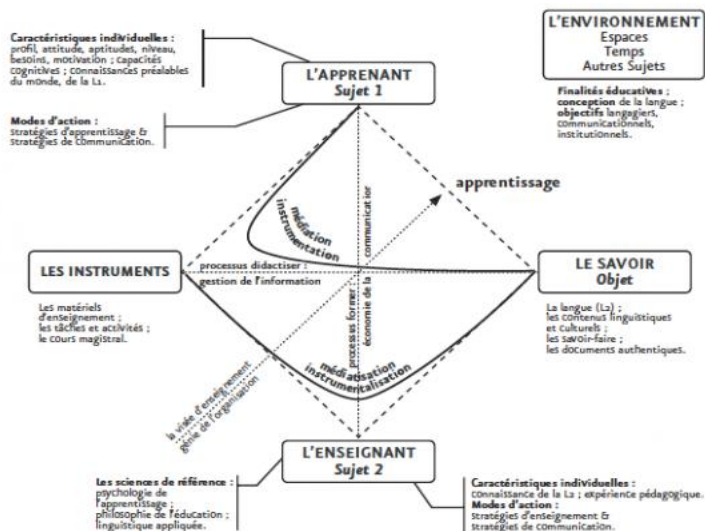 Caractéristiques individuelles :
profil, attitude, aptitudes, niveau,
besoins, motivation ; capacités
cognitives ; connaissances préalables
du monde, de la L1.
Modes d'action :
stratégies d'apprentissage &
stratégies de communication.
L'APPRENANT
Sujet 1
L'ENVIRONNEMENT
Espaces
Temps
Autres Sujets
Finalités éducatives ;
conception de la langue ;
objectifs langagiers,
communicationnels,
institutionnels.
apprentissage
médiation
instrumentation
communication
LES INSTRUMENTS
Les matériels
d'enseignement ;
les tâches et activités ;
le cours magistral.
processus didactiser :
gestion de l'information
LE SAVOIR
Objet
La langue (L2) ;
les contenus linguistiques
et culturels ;
les savoir-faire ;
les documents authentiques.
processus former
économie de la
médiatisation
instrumentalisation
la visée d'enseignement
génie de l'organisation
L'ENSEIGNANT
Sujet 2
Les sciences de référence :
psychologie de
l'apprentissage ;
philosophie de l'éducation ;
linguistique appliquée.
Caractéristiques individuelles :
connaissance de la L2 ; expérience pédagogique.
Modes d'action :
stratégies d'enseignement &
stratégies de communication.